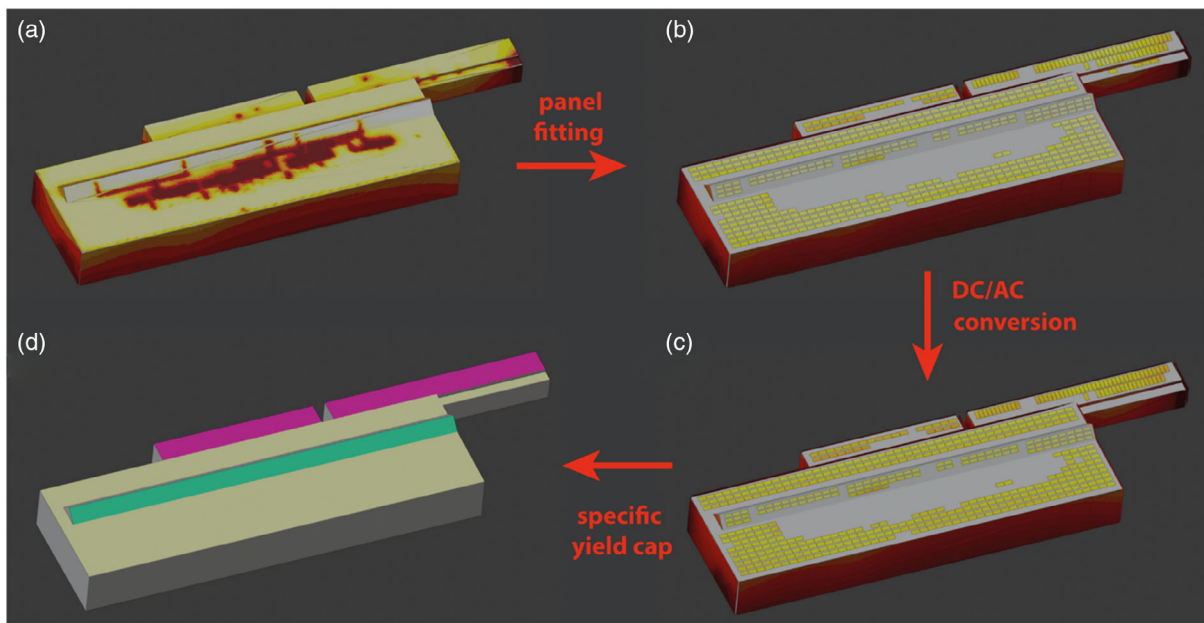 (a)
panel
fitting
(b)
DC/AC
conversion
(c)
specific
yield cap
(d)